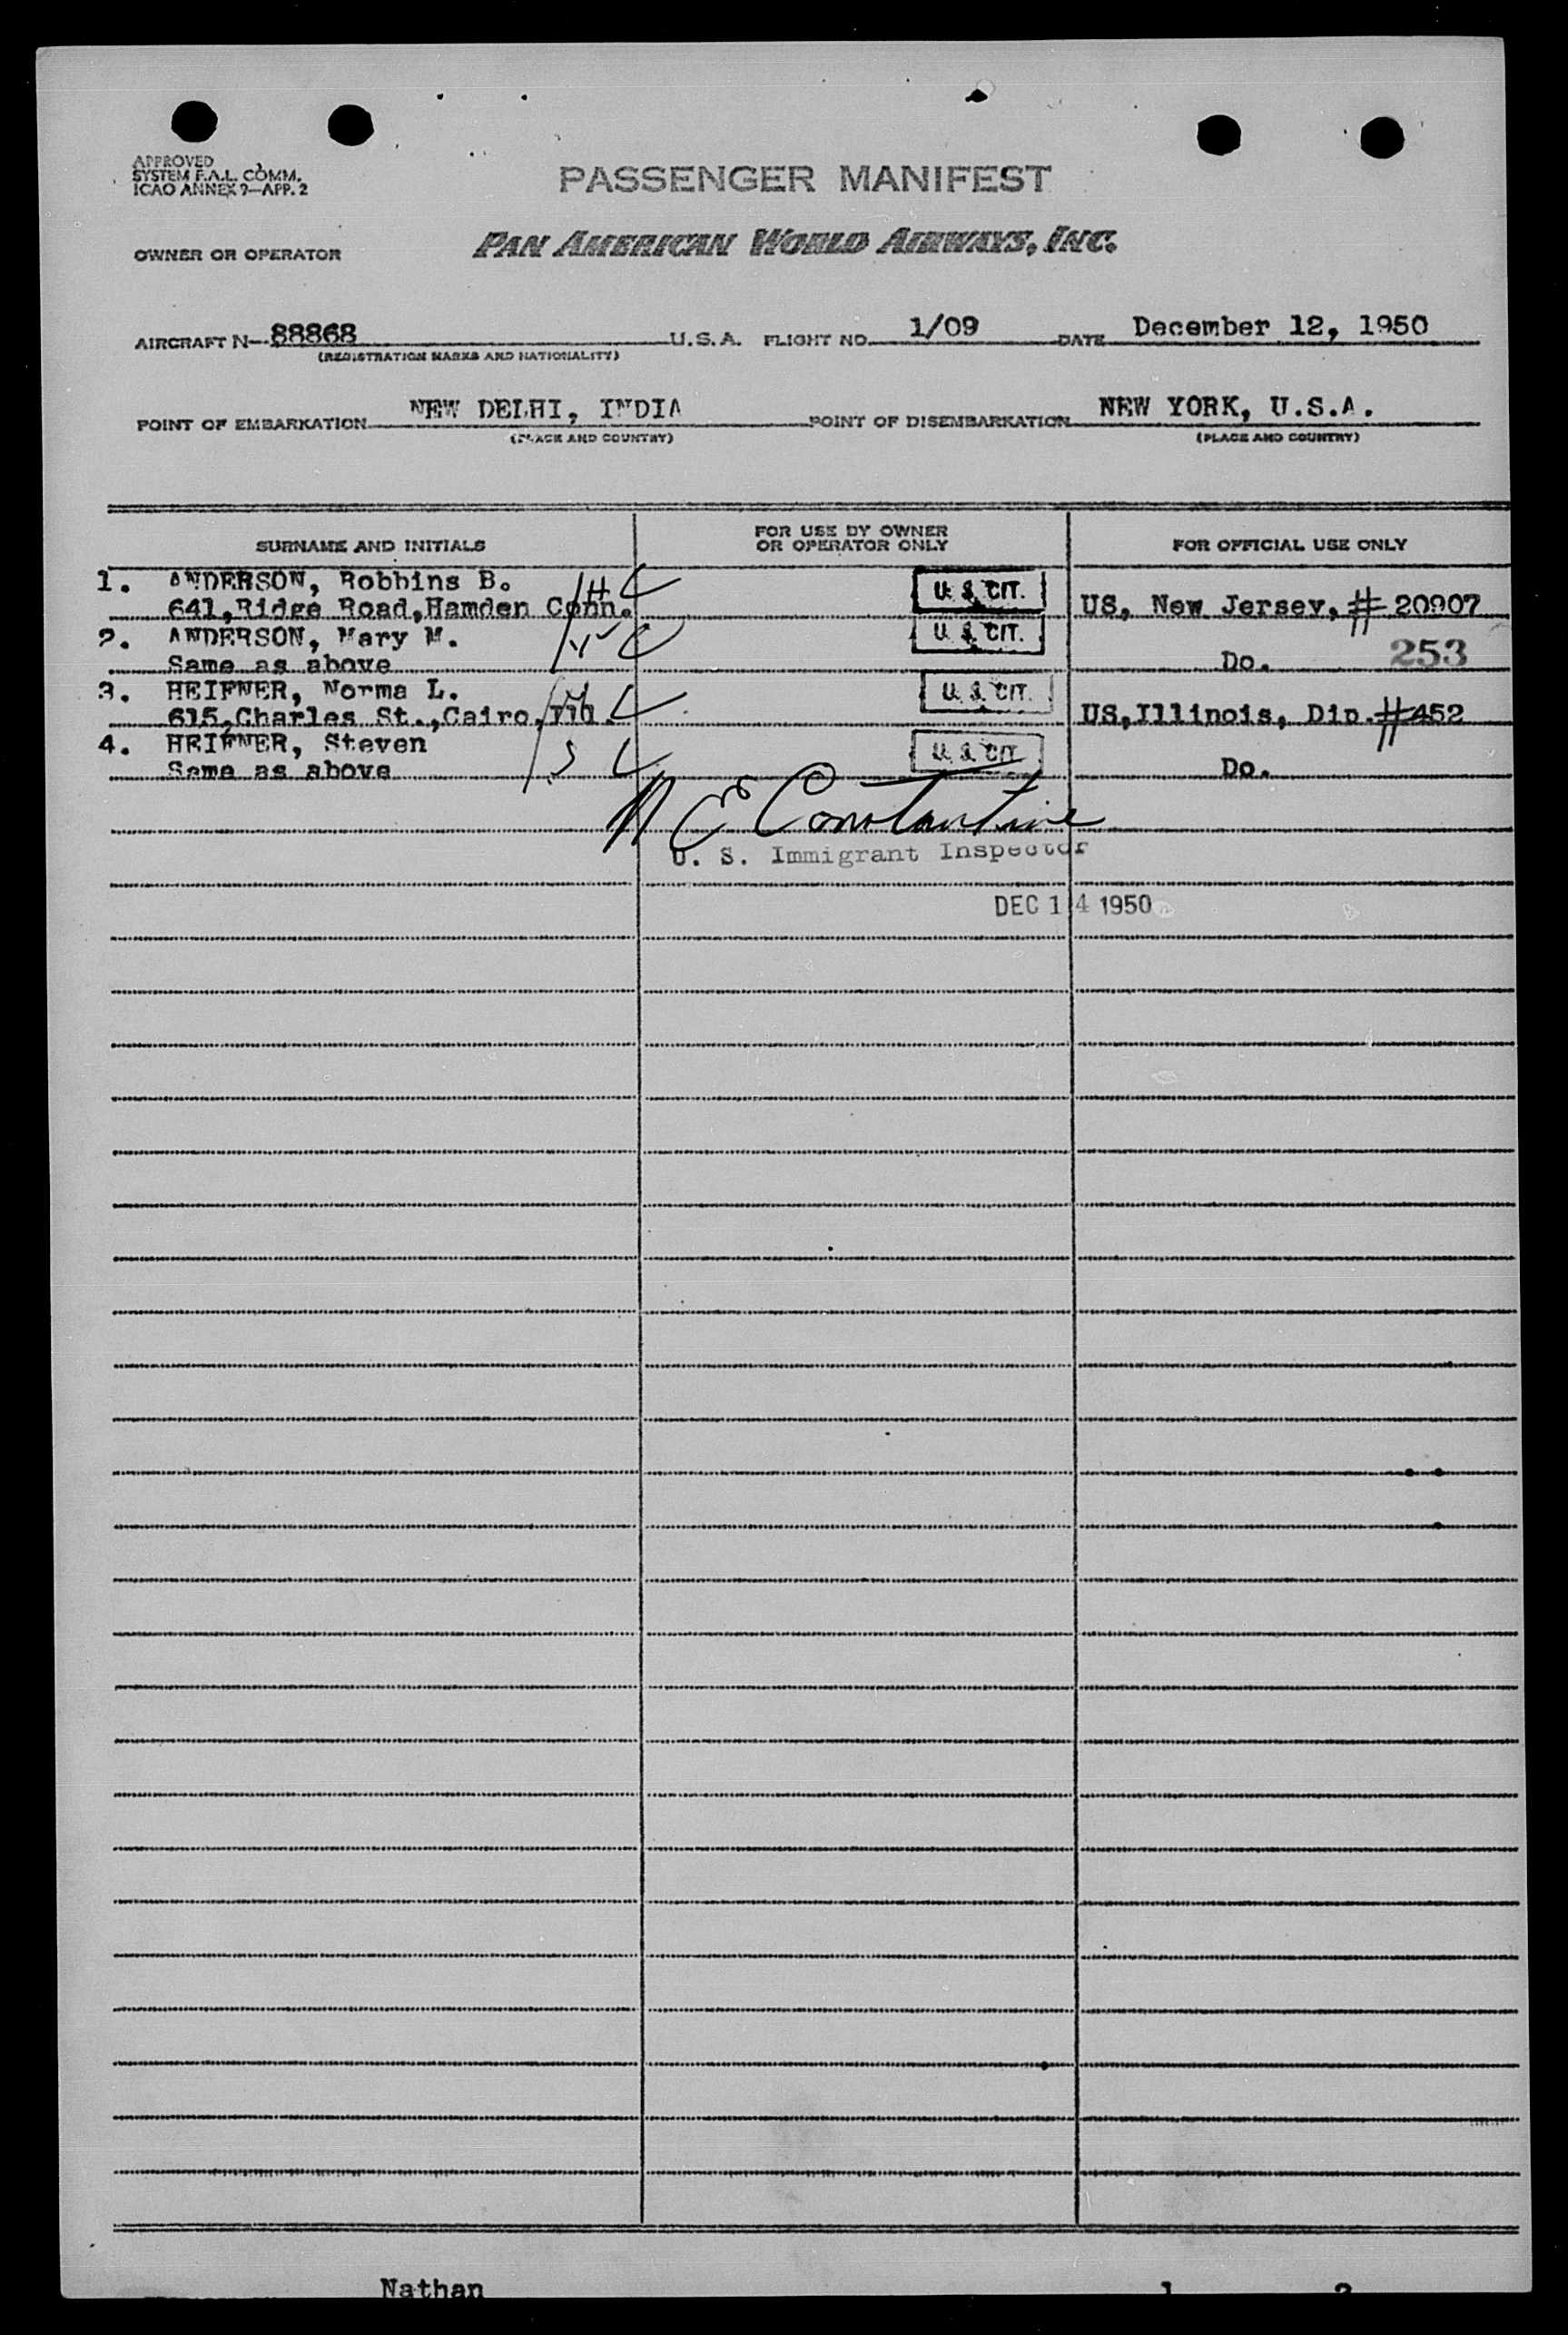 APPROVED
SYSTEM F.A.L. COMM.
ICAO ANNEX 9—APP. 2
PASSENGER MANIFEST
OWNER OR OPERATOR PAN AMERICAN WORLD AIRWAYS, INC.
AIRCRAFT N- 88868 U.S.A. FLIGHT NO. 1/09 DATE December 12, 1950
(REGISTRATION MARKS AND NATIONALITY)
POINT OF EMBARKATION NEW DELHI, INDIA POINT OF DISEMBARKATION NEW YORK, U.S.A.
(PLACE AND COUNTRY) (PLACE AND COUNTRY)
SURNAME AND INITIALS FOR USE BY OWNER OR OPERATOR ONLY FOR OFFICIAL USE ONLY
1. ANDERSON, Robbins B. U. S. CIT.
641,Ridge Road,Hamden Conn. US, New Jersey, # 20907
2. ANDERSON, Mary M. U. S. CIT. 253
Same as above Do.
3. HEIFNER, Norma L. U. S. CIT.
615,Charles St.,Cairo,Ill. US,Illinois, Dip.#452
4. HEIFNER, Steven U. S. CIT.
Same as above Do.
Constantine
U. S. Immigrant Inspector
DEC 14 1950
Nathan 1 2